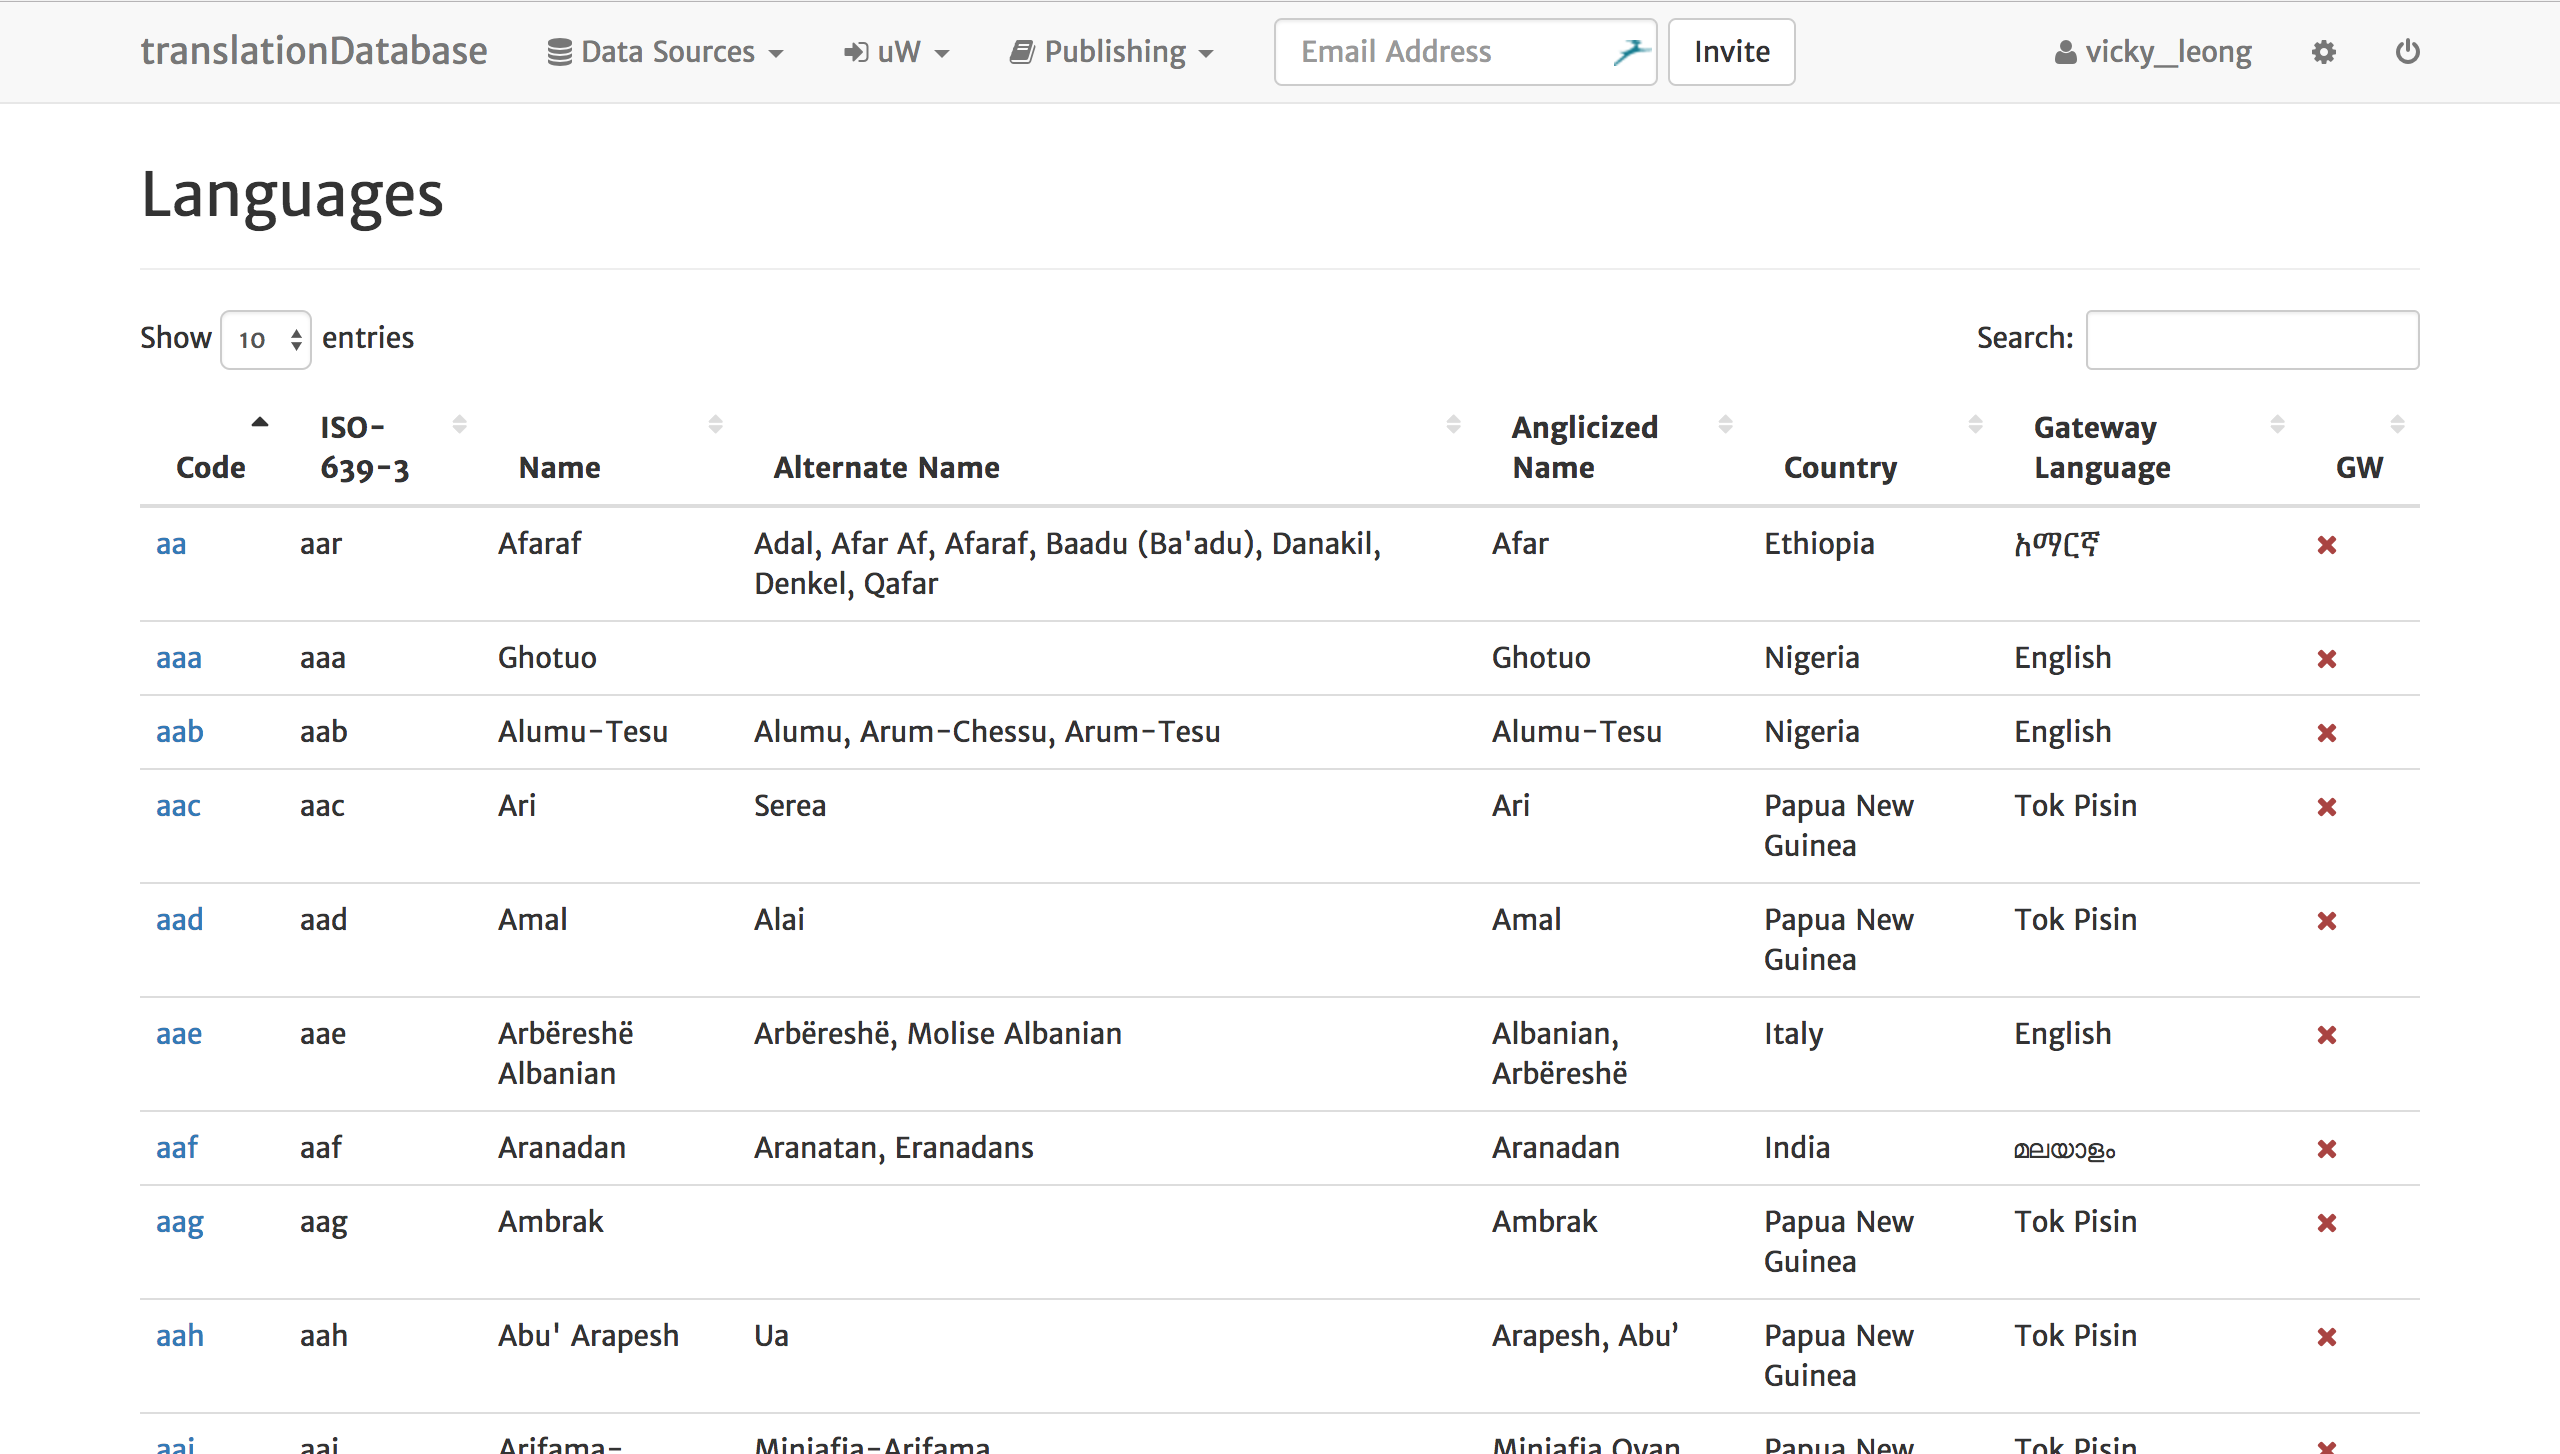 translationDatabase Data Sources uW Publishing Email Address Invite vicky_leong
Languages
Show 10 entries Search:
Code ISO-639-3 Name Alternate Name Anglicized Name Country Gateway Language GW
aa aar Afaraf Adal, Afar Af, Afaraf, Baadu (Ba'adu), Danakil, Afar Ethiopia አማርኛ
Denkel, Qafar
aaa aaa Ghotuo Ghotuo Nigeria English
aab aab Alumu-Tesu Alumu, Arum-Chessu, Arum-Tesu Alumu-Tesu Nigeria English
aac aac Ari Serea Ari Papua New Tok Pisin
Guinea
aad aad Amal Alai Amal Papua New Tok Pisin
Guinea
aae aae Arbëreshë Arbëreshë, Molise Albanian Albanian, Italy English
Albanian Arbëreshë
aaf aaf Aranadan Aranatan, Eranadans Aranadan India മലയാളം
aag aag Ambrak Ambrak Papua New Tok Pisin
Guinea
aah aah Abu' Arapesh Ua Arapesh, Abu’ Papua New Tok Pisin
Guinea
aai aai Arifama- Miniafia-Arifama Miniafia Oyan Papua New Tok Pisin